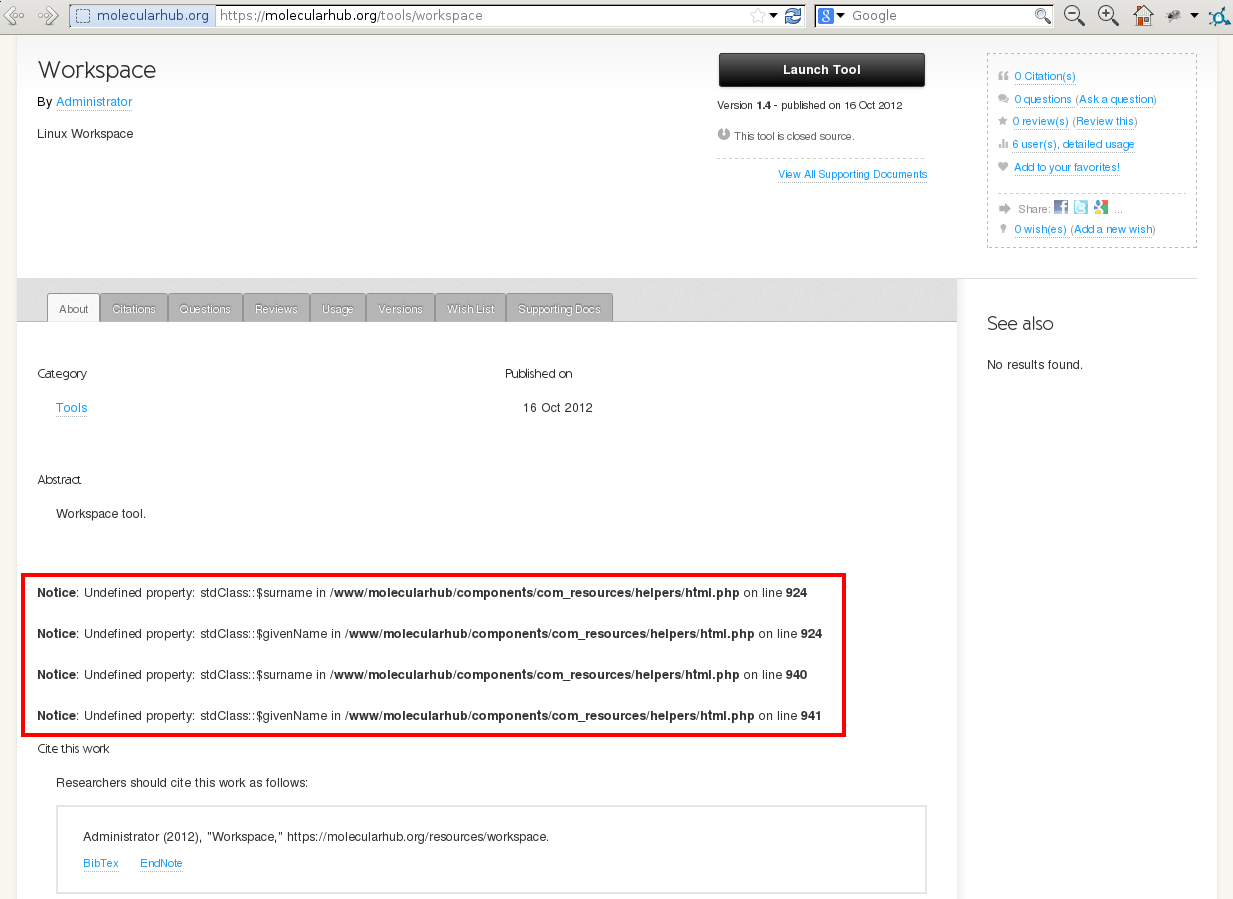 molecularhub.org https://molecularhub.org/tools/workspace Google
Workspace
By Administrator
Linux Workspace
Launch Tool
Version 1.4 - published on 16 Oct 2012
This tool is closed source.
View All Supporting Documents
0 Citation(s)
0 questions (Ask a question)
0 review(s) (Review this)
6 user(s), detailed usage
Add to your favorites!
Share: ...
0 wish(es) (Add a new wish)
About Citations Questions Reviews Usage Versions Wish List Supporting Docs
See also
No results found.
Category
Tools
Published on
16 Oct 2012
Abstract
Workspace tool.
Notice: Undefined property: stdClass::$surname in /www/molecularhub/components/com_resources/helpers/html.php on line 924
Notice: Undefined property: stdClass::$givenName in /www/molecularhub/components/com_resources/helpers/html.php on line 924
Notice: Undefined property: stdClass::$surname in /www/molecularhub/components/com_resources/helpers/html.php on line 940
Notice: Undefined property: stdClass::$givenName in /www/molecularhub/components/com_resources/helpers/html.php on line 941
Cite this work
Researchers should cite this work as follows:
Administrator (2012), "Workspace," https://molecularhub.org/resources/workspace.
BibTex EndNote